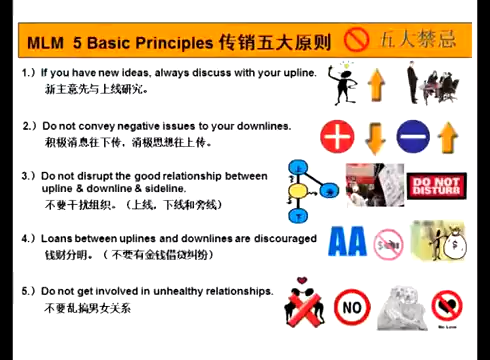 MLM 5 Basic Principles 传销五大原则 五大禁忌
1.) If you have new ideas, always discuss with your upline.
新主意先与上线研究。
2.) Do not convey negative issues to your downlines.
积极消息往下传，消极思想往上传。
3.) Do not disrupt the good relationship between
upline & downline & sideline.
不要干扰组织。（上线，下线和旁线）
上
下
DO NOT
DISTURB
4.) Loans between uplines and downlines are discouraged
钱财分明。（不要有金钱借贷纠纷）
AA
$
5.) Do not get involved in unhealthy relationships.
不要乱搞男女关系
NO
No Love